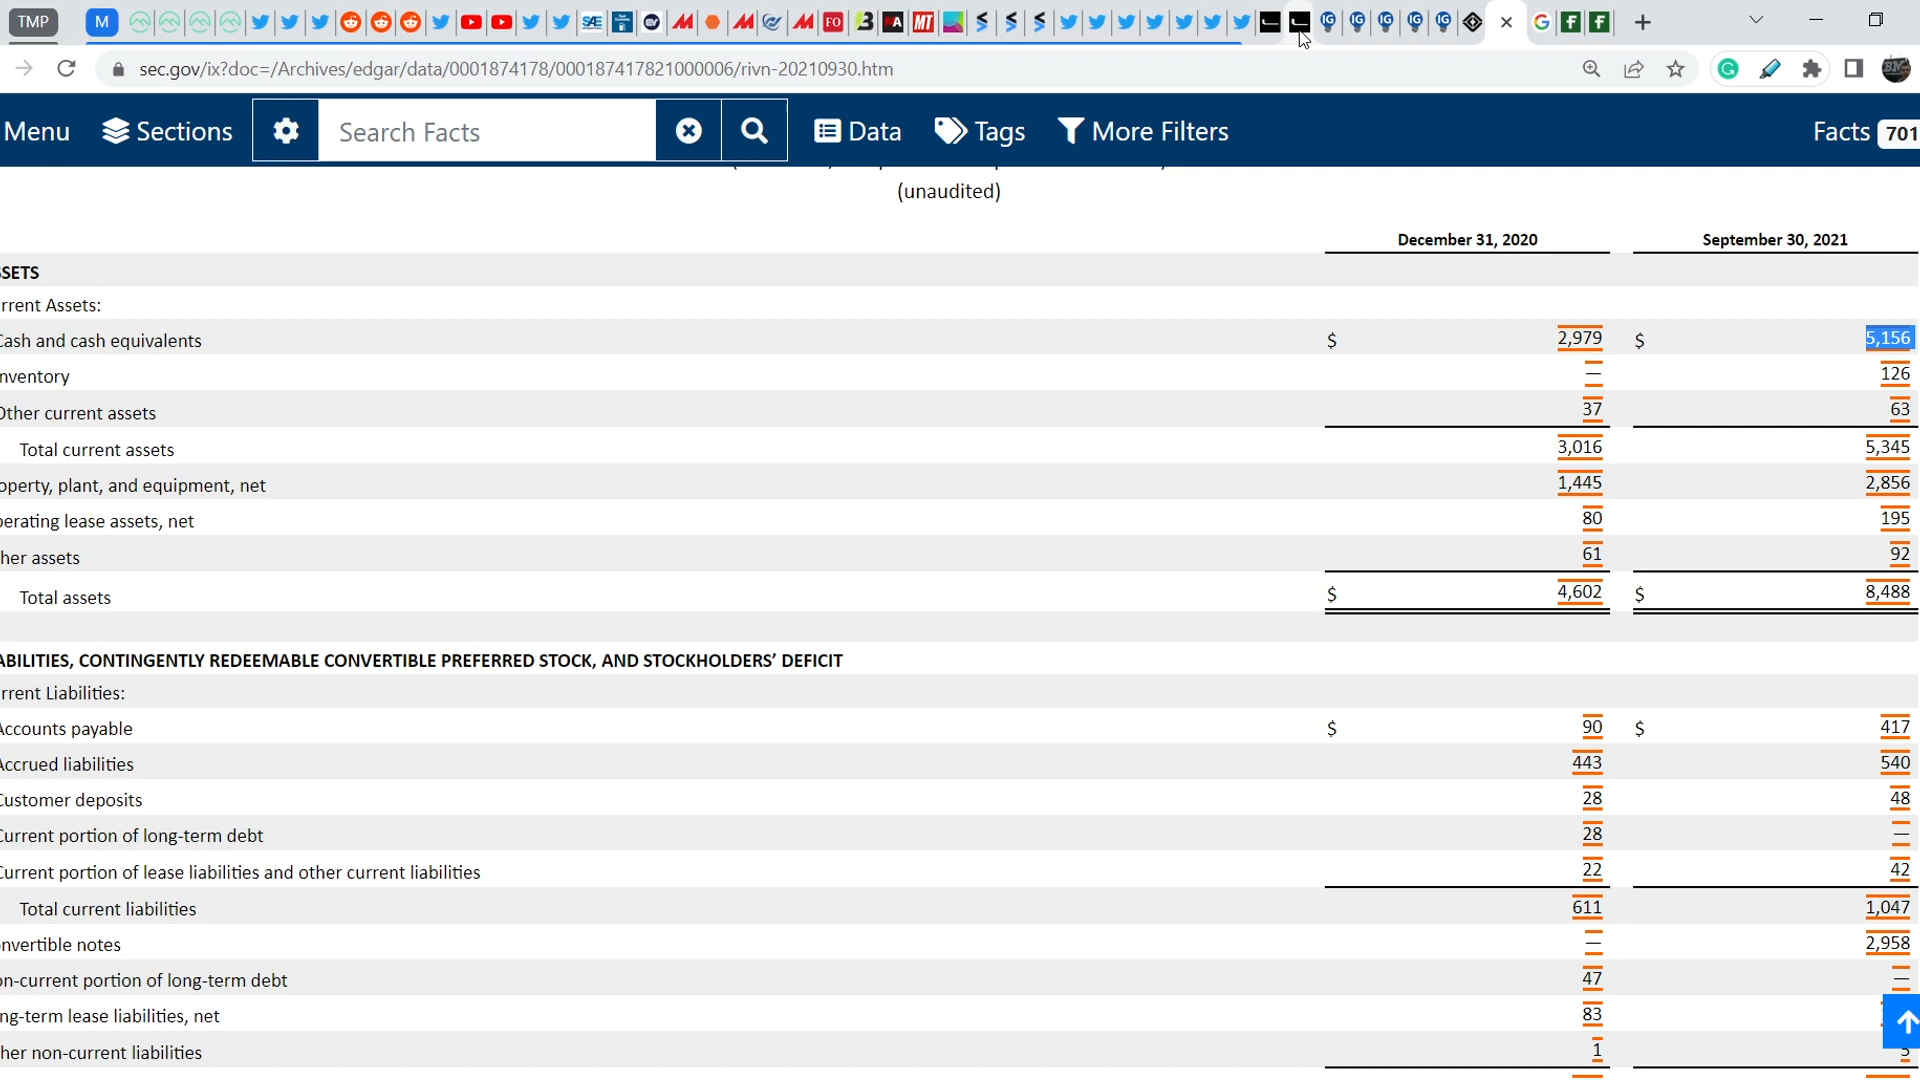 TMP
sec.gov/ix?doc=/Archives/edgar/data/0001874178/000187417821000006/rivn-20210930.htm
Menu Sections Search Facts Data Tags More Filters Facts 701
(unaudited)
December 31, 2020 September 30, 2021
SSETS
rrent Assets:
Cash and cash equivalents $ 2,979 $ 5,156
nventory — 126
Other current assets 37 63
Total current assets 3,016 5,345
operty, plant, and equipment, net 1,445 2,856
perating lease assets, net 80 195
her assets 61 92
Total assets $ 4,602 $ 8,488
ABILITIES, CONTINGENTLY REDEEMABLE CONVERTIBLE PREFERRED STOCK, AND STOCKHOLDERS’ DEFICIT
rrent Liabilities:
Accounts payable $ 90 $ 417
Accrued liabilities 443 540
Customer deposits 28 48
Current portion of long-term debt 28 —
Current portion of lease liabilities and other current liabilities 22 42
Total current liabilities 611 1,047
nvertible notes — 2,958
on-current portion of long-term debt 47 —
ng-term lease liabilities, net 83
her non-current liabilities 1 5